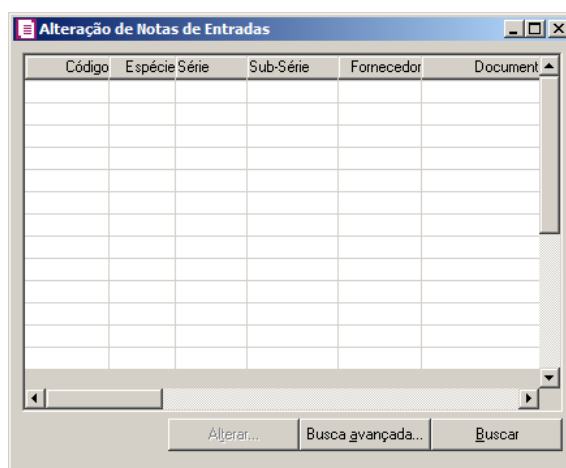 Alteração de Notas de Entradas
Código Espécie Série Sub-Série Fornecedor Document
Alterar... Busca avançada... Buscar